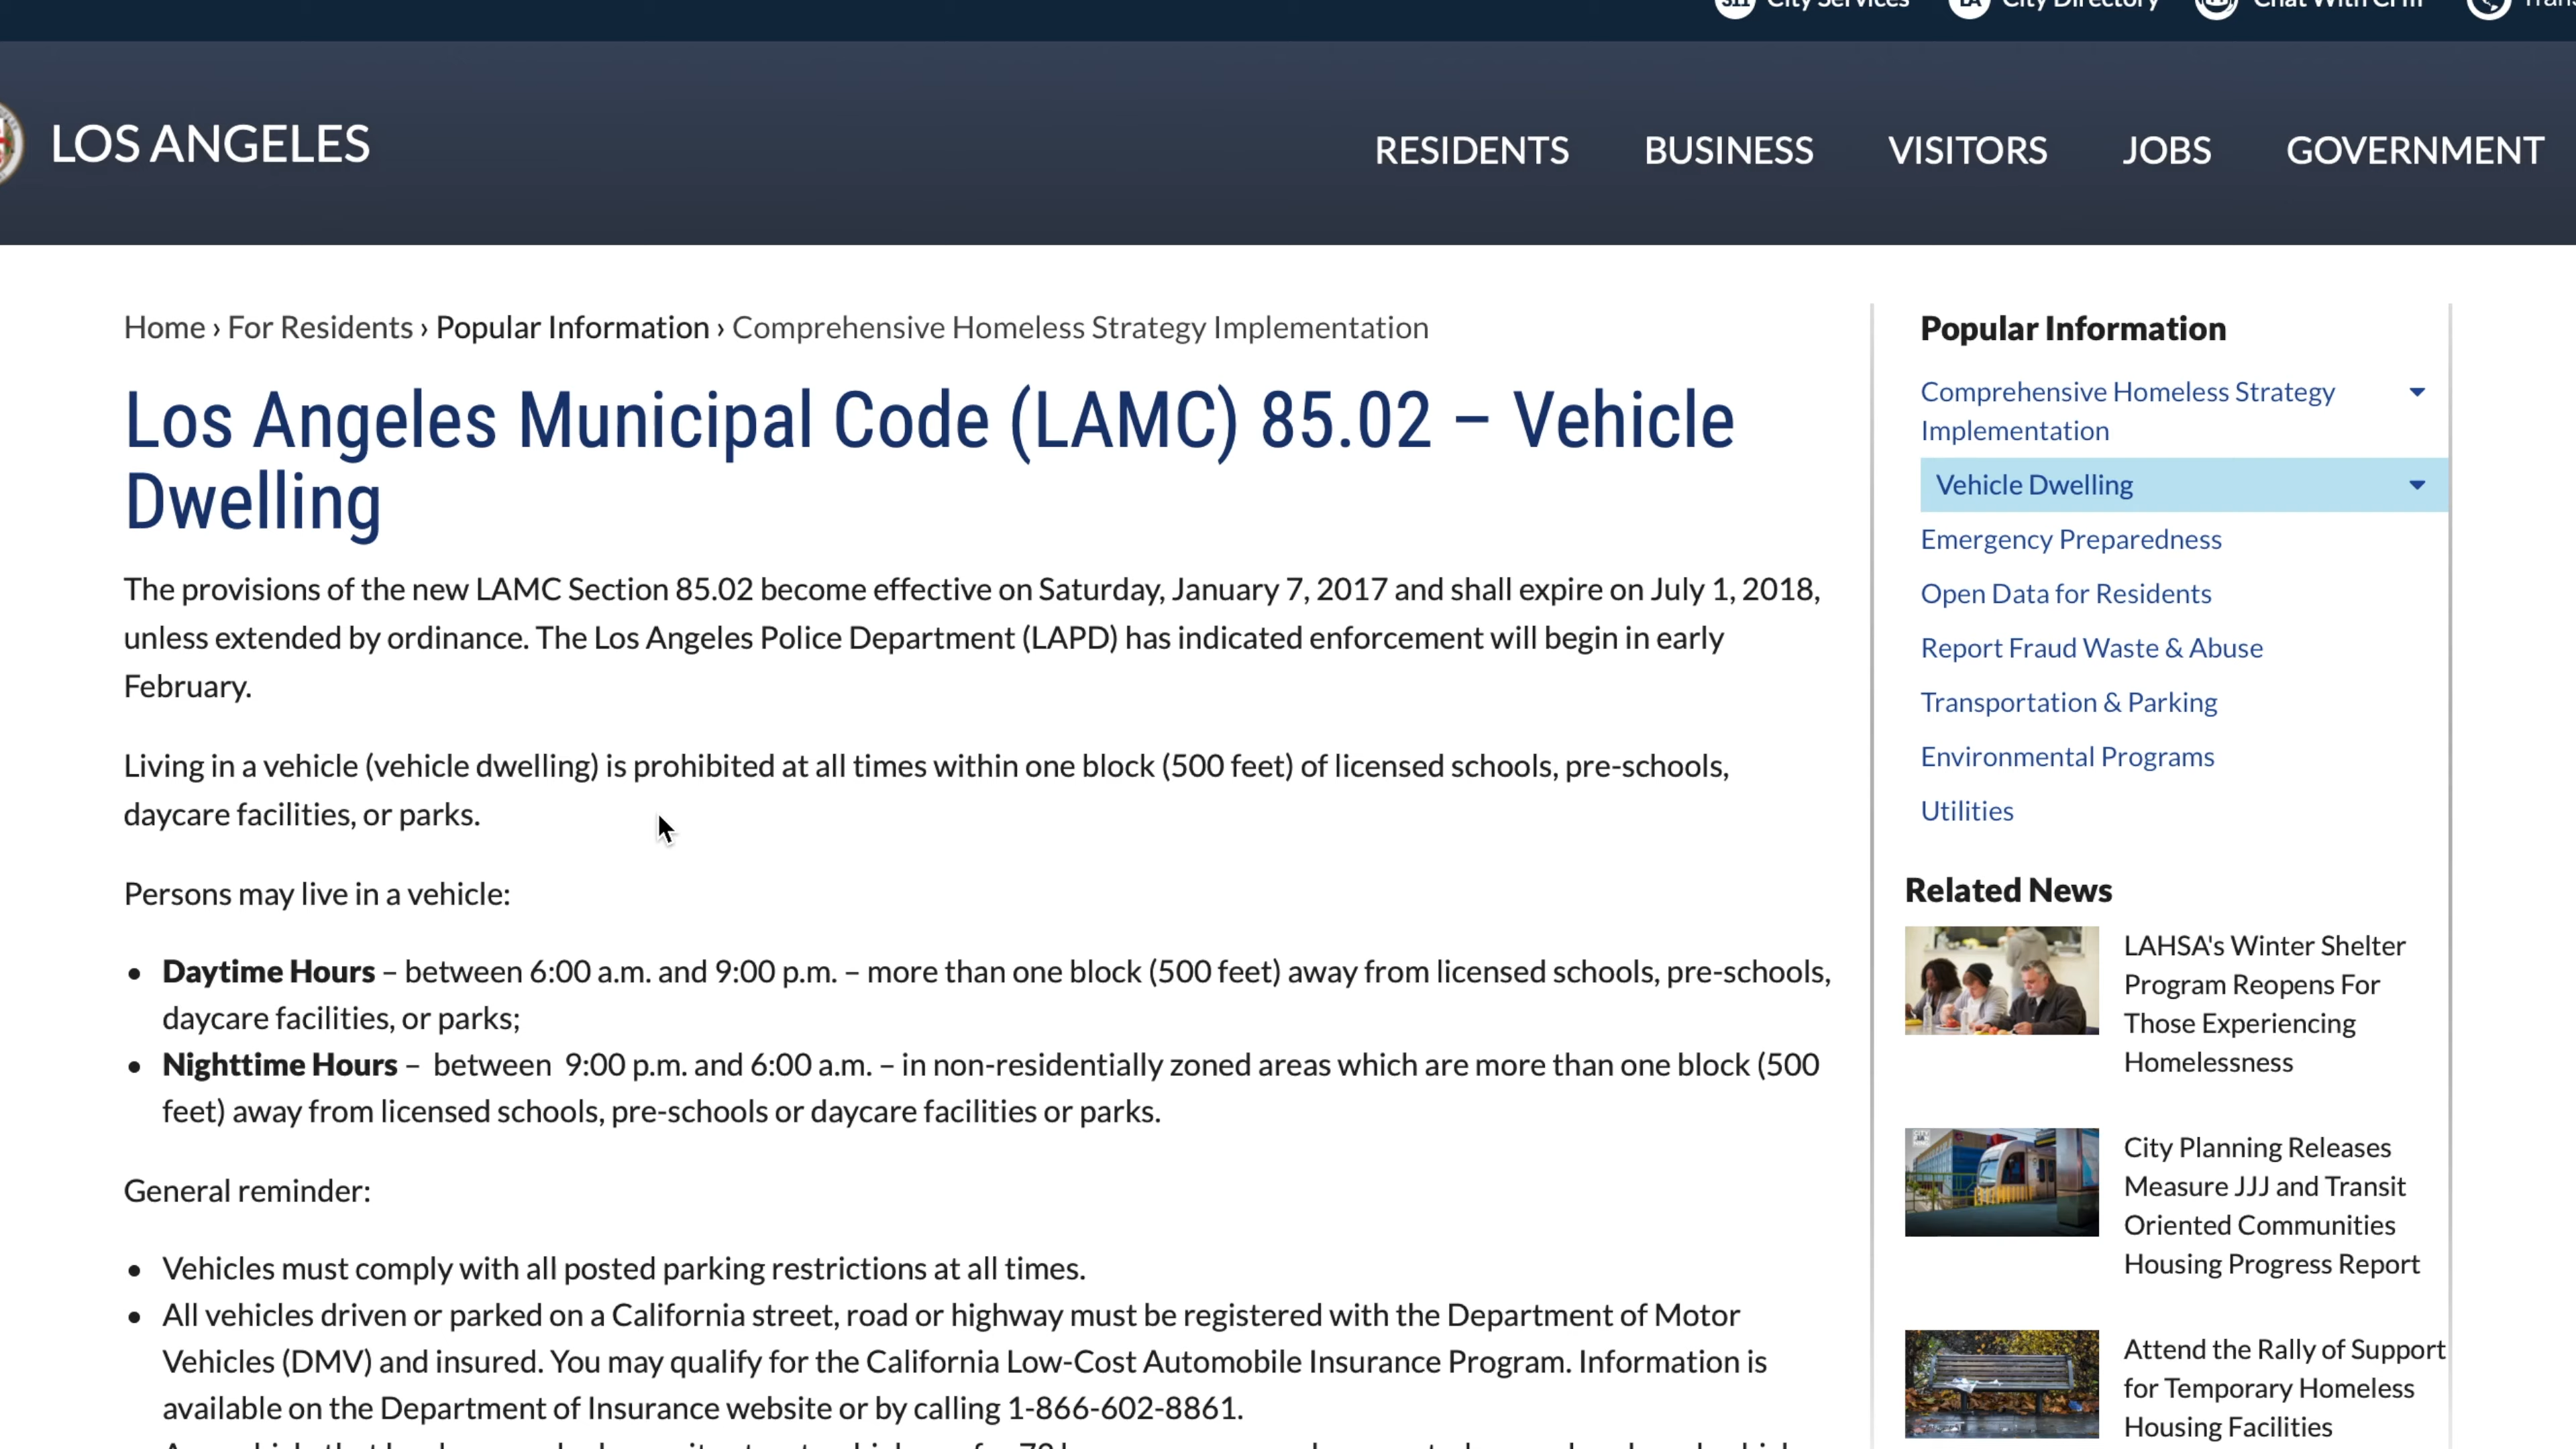 City Services City Directory Chat With Chip
LOS ANGELES
RESIDENTS BUSINESS VISITORS JOBS GOVERNMENT
Home › For Residents › Popular Information › Comprehensive Homeless Strategy Implementation
Los Angeles Municipal Code (LAMC) 85.02 – Vehicle
Dwelling
The provisions of the new LAMC Section 85.02 become effective on Saturday, January 7, 2017 and shall expire on July 1, 2018,
unless extended by ordinance. The Los Angeles Police Department (LAPD) has indicated enforcement will begin in early
February.
Living in a vehicle (vehicle dwelling) is prohibited at all times within one block (500 feet) of licensed schools, pre-schools,
daycare facilities, or parks.
Persons may live in a vehicle:
• Daytime Hours – between 6:00 a.m. and 9:00 p.m. – more than one block (500 feet) away from licensed schools, pre-schools,
daycare facilities, or parks;
• Nighttime Hours – between 9:00 p.m. and 6:00 a.m. – in non-residentially zoned areas which are more than one block (500
feet) away from licensed schools, pre-schools or daycare facilities or parks.
General reminder:
• Vehicles must comply with all posted parking restrictions at all times.
• All vehicles driven or parked on a California street, road or highway must be registered with the Department of Motor
Vehicles (DMV) and insured. You may qualify for the California Low-Cost Automobile Insurance Program. Information is
available on the Department of Insurance website or by calling 1-866-602-8861.
Popular Information
Comprehensive Homeless Strategy
Implementation
Vehicle Dwelling
Emergency Preparedness
Open Data for Residents
Report Fraud Waste & Abuse
Transportation & Parking
Environmental Programs
Utilities
Related News
LAHSA's Winter Shelter
Program Reopens For
Those Experiencing
Homelessness
City Planning Releases
Measure JJJ and Transit
Oriented Communities
Housing Progress Report
Attend the Rally of Support
for Temporary Homeless
Housing Facilities